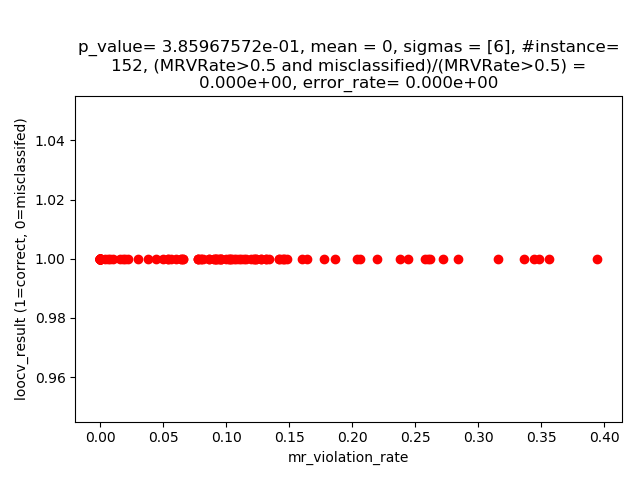 p_value= 3.85967572e-01, mean = 0, sigmas = [6], #instance=
152, (MRVRate>0.5 and misclassified)/(MRVRate>0.5) =
0.000e+00, error_rate= 0.000e+00
loocv_result (1=correct, 0=misclassifed)
1.04
1.02
1.00
0.98
0.96
0.00 0.05 0.10 0.15 0.20 0.25 0.30 0.35 0.40
mr_violation_rate